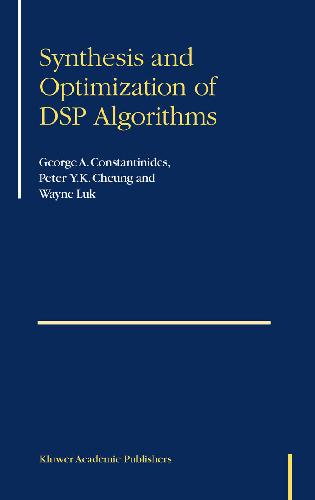 Synthesis and
Optimization of
DSP Algorithms
George A. Constantinides,
Peter Y.K. Cheung and
Wayne Luk
Kluwer Academic Publishers